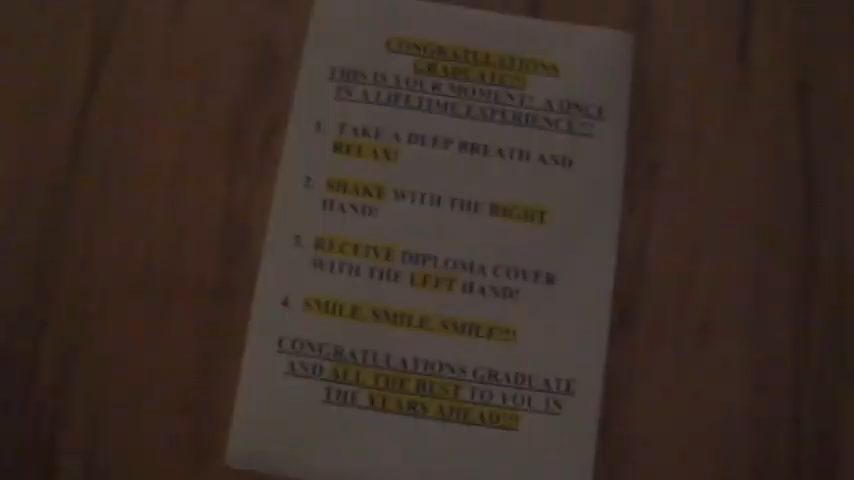 CONGRATULATIONS
GRADUATE!!
THIS IS YOUR MOMENT! A ONCE
IN A LIFETIME EXPERIENCE!!!
1. TAKE A DEEP BREATH AND
RELAX!
2. SHAKE WITH THE RIGHT
HAND!
3. RECEIVE DIPLOMA COVER
WITH THE LEFT HAND!
4. SMILE, SMILE, SMILE!!!
CONGRATULATIONS GRADUATE
AND ALL THE BEST TO YOU IN
THE YEARS AHEAD!!!